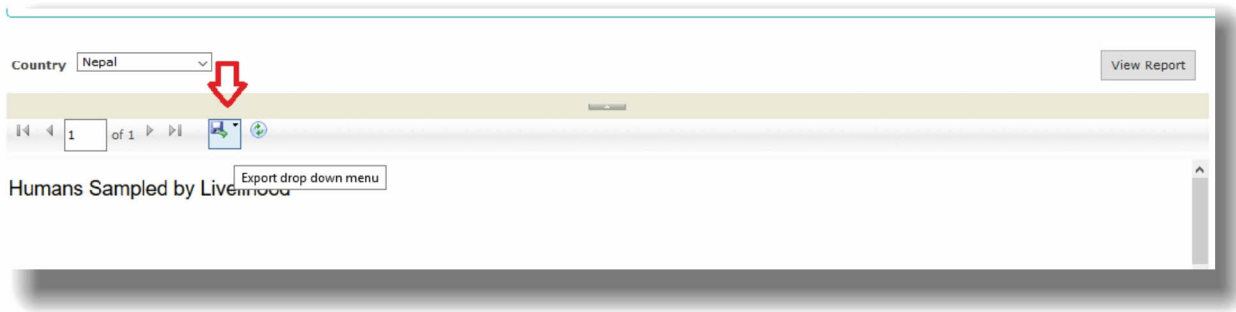 Country Nepal View Report
1 of 1
Export drop down menu
Humans Sampled by Livelihood